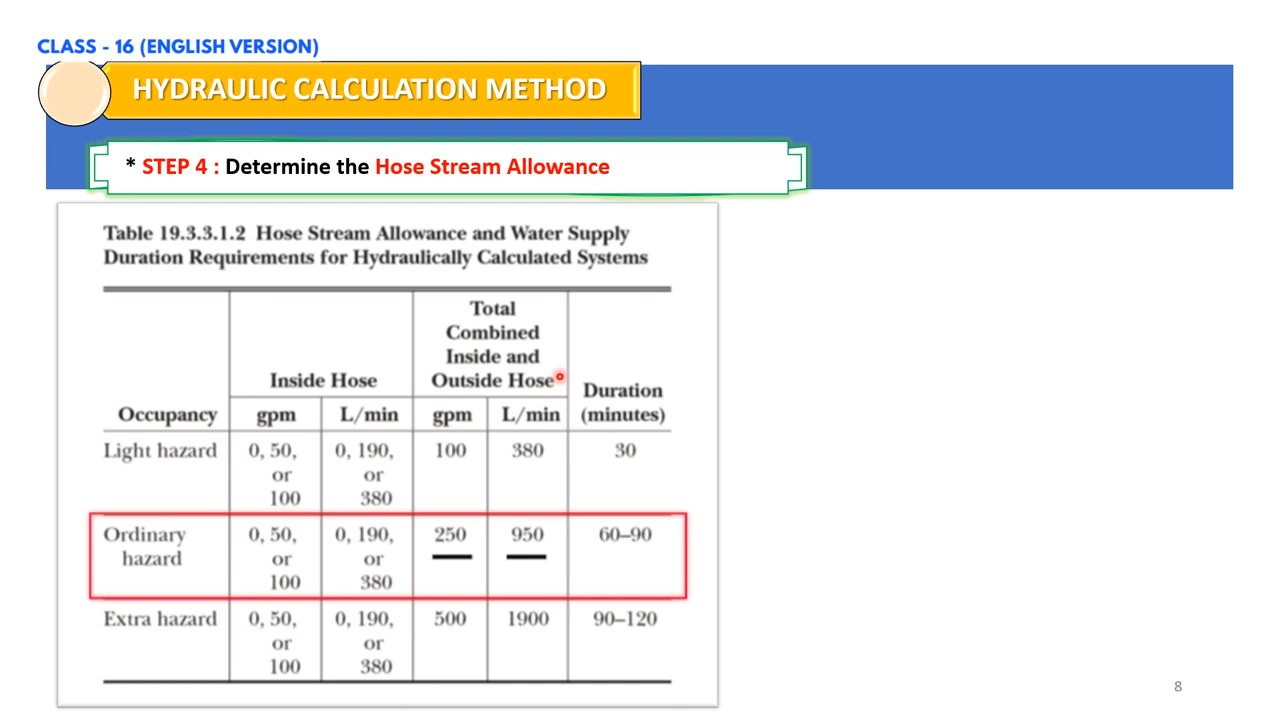 CLASS - 16 (ENGLISH VERSION)
HYDRAULIC CALCULATION METHOD
* STEP 4 : Determine the Hose Stream Allowance
Table 19.3.3.1.2 Hose Stream Allowance and Water Supply
Duration Requirements for Hydraulically Calculated Systems
Total
Combined
Inside and
Inside Hose Outside Hose Duration
Occupancy gpm L/min gpm L/min (minutes)
Light hazard 0, 50, 0, 190, 100 380 30
or or
100 380
Ordinary 0, 50, 0, 190, 250 950 60–90
hazard or or
100 380
Extra hazard 0, 50, 0, 190, 500 1900 90–120
or or
100 380
8